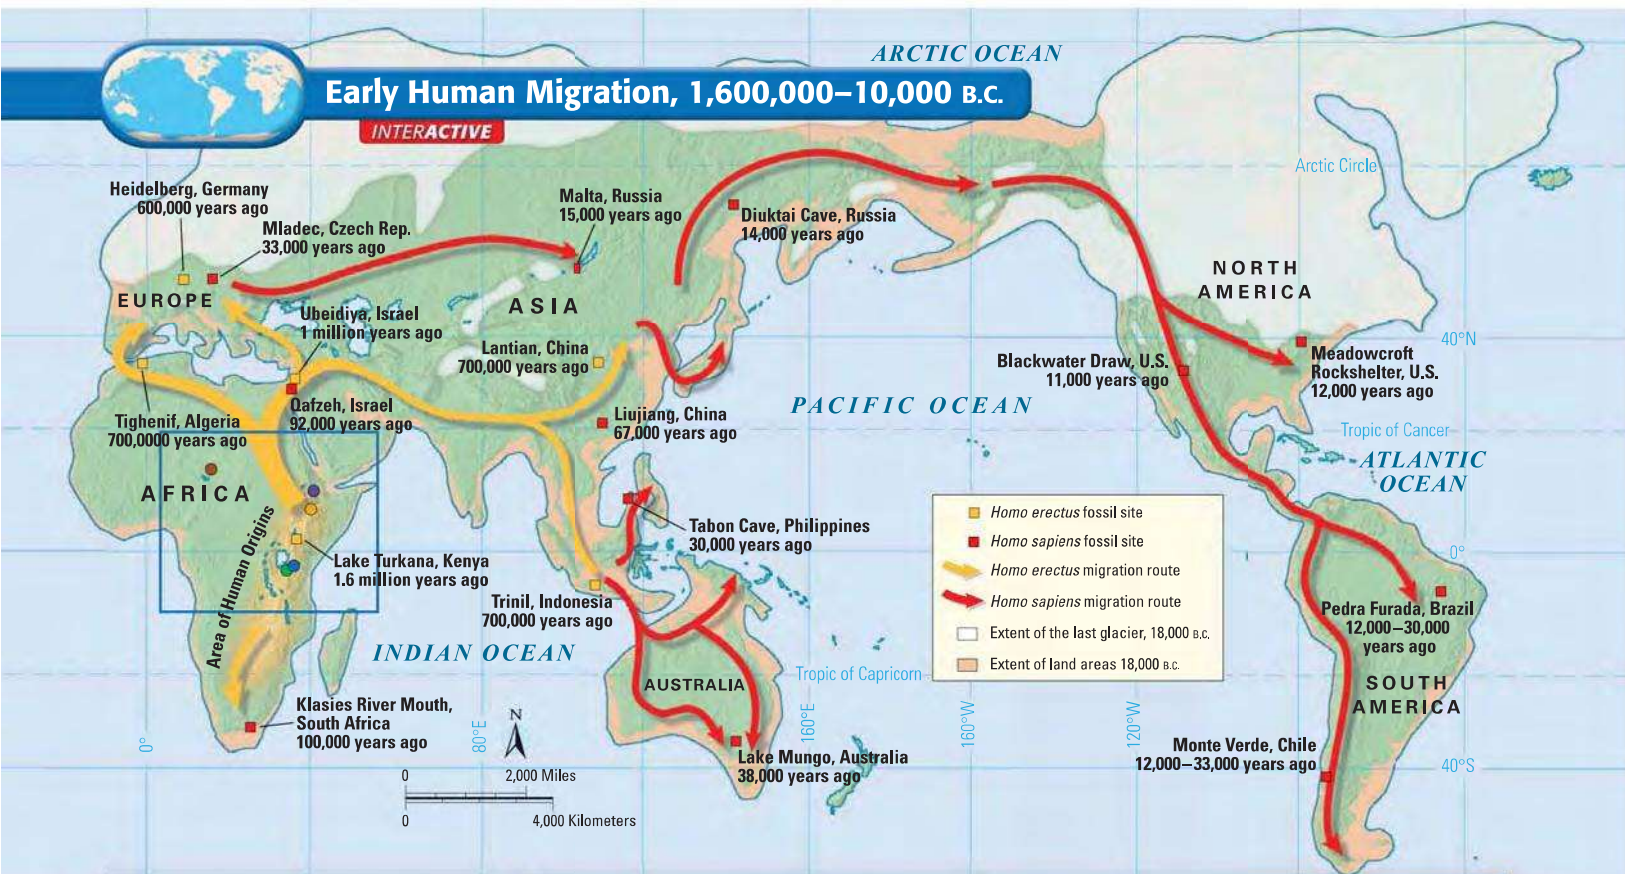 ARCTIC OCEAN
Early Human Migration, 1,600,000–10,000 B.C.
INTERACTIVE
Arctic Circle
Heidelberg, Germany
600,000 years ago
Mladec, Czech Rep.
33,000 years ago
Malta, Russia
15,000 years ago
Diuktai Cave, Russia
14,000 years ago
NORTH
AMERICA
EUROPE
ASIA
Ubeidiya, Israel
1 million years ago
Lantian, China
700,000 years ago
40°N
Blackwater Draw, U.S.
11,000 years ago
Meadowcroft
Rockshelter, U.S.
12,000 years ago
Qafzeh, Israel
92,000 years ago
Tighenif, Algeria
700,0000 years ago
Liujiang, China
67,000 years ago
PACIFIC OCEAN
Tropic of Cancer
ATLANTIC
OCEAN
AFRICA
Area of Human Origins
Tabon Cave, Philippines
30,000 years ago
Lake Turkana, Kenya
1.6 million years ago
0°
Trinil, Indonesia
700,000 years ago
Homo erectus fossil site
Homo sapiens fossil site
Homo erectus migration route
Homo sapiens migration route
Extent of the last glacier, 18,000 B.C.
Extent of land areas 18,000 B.C.
Pedra Furada, Brazil
12,000–30,000
years ago
INDIAN OCEAN
Tropic of Capricorn
AUSTRALIA
SOUTH
AMERICA
Klasies River Mouth,
South Africa
100,000 years ago
N
0°
80°E
160°E
160°W
120°W
Lake Mungo, Australia
38,000 years ago
Monte Verde, Chile
12,000–33,000 years ago
40°S
0
2,000 Miles
0
4,000 Kilometers